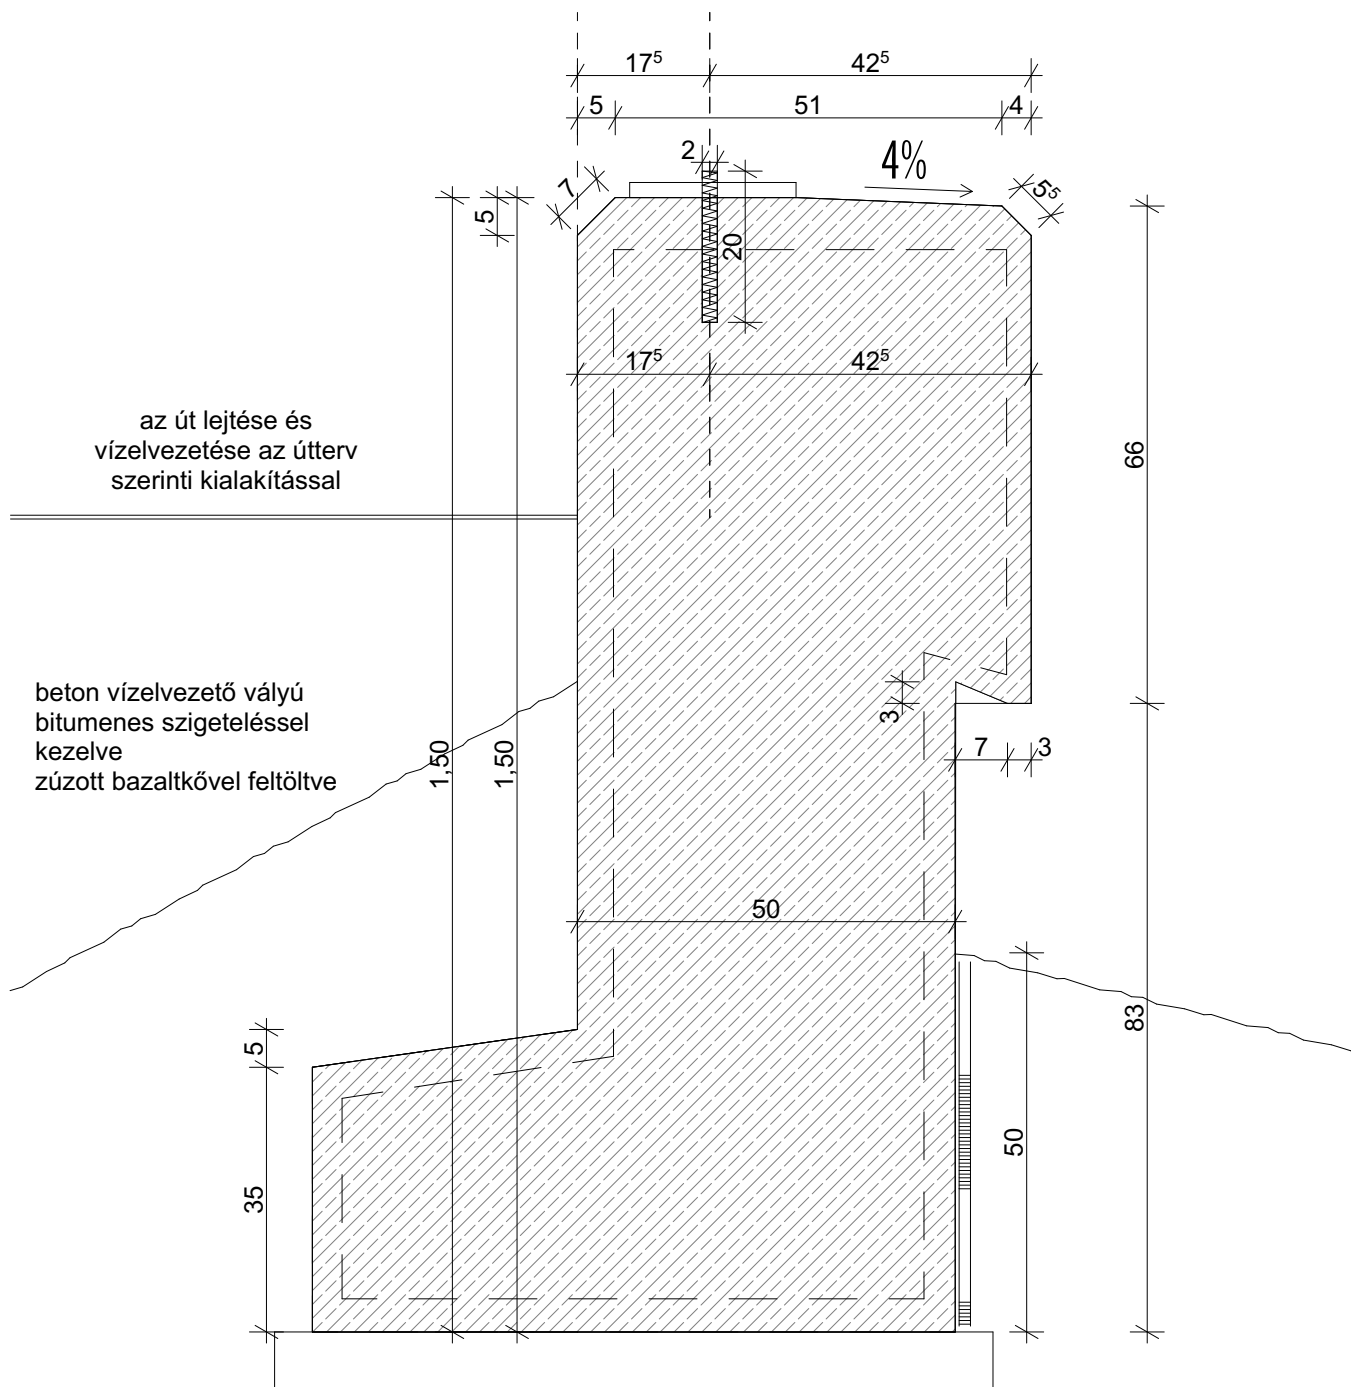 17⁵ 42⁵
5 51 4
2 4%
7 5⁵
5
20
17⁵ 42⁵
az út lejtése és
vízelvezetése az útterv
szerinti kialakítással
66
beton vízelvezető vályú
bitumenes szigeteléssel
kezelve
zúzott bazaltkővel feltöltve
3
7 3
1,50 1,50
50
83
5
50
35